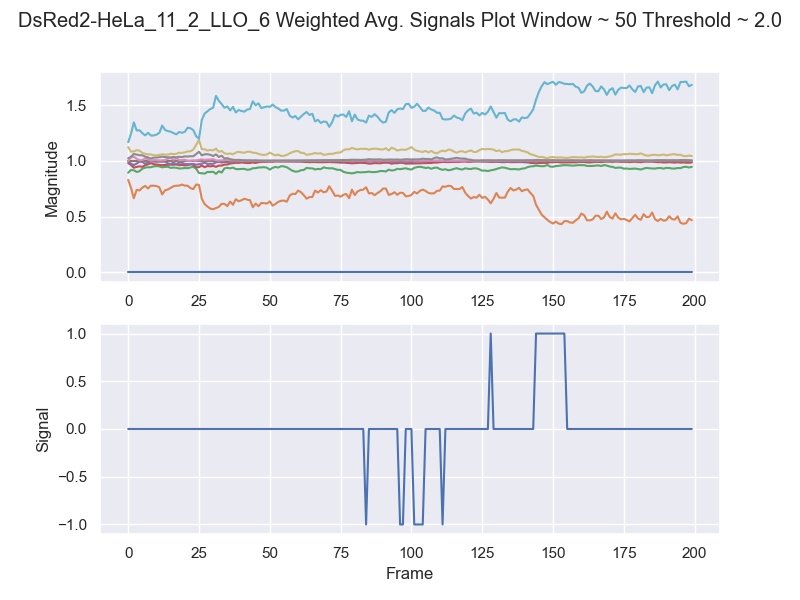 DsRed2-HeLa_11_2_LLO_6 Weighted Avg. Signals Plot Window ~ 50 Threshold ~ 2.0
1.5
1.0
0.5
0.0
Magnitude
0 25 50 75 100 125 150 175 200
1.0
0.5
0.0
−0.5
−1.0
Signal
0 25 50 75 100 125 150 175 200
Frame